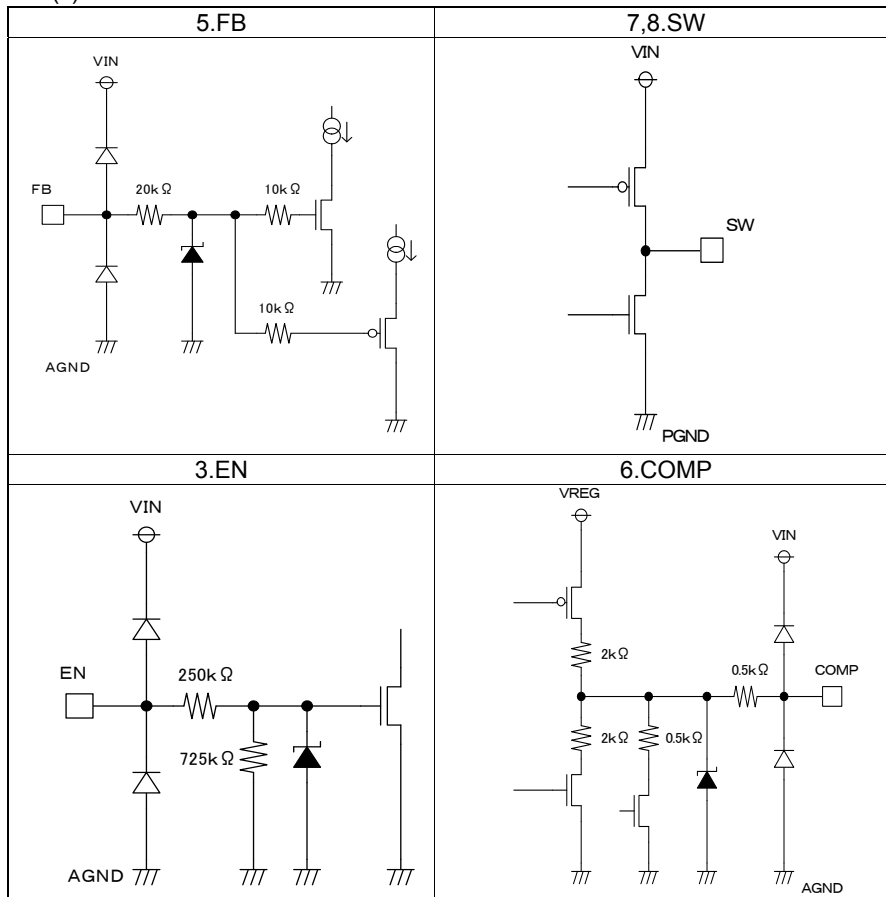 5.FB
VIN
FB
20kΩ
10kΩ
10kΩ
AGND
7,8.SW
VIN
SW
PGND
3.EN
VIN
EN
250kΩ
725kΩ
AGND
6.COMP
VREG
VIN
2kΩ
0.5kΩ
COMP
2kΩ
0.5kΩ
AGND